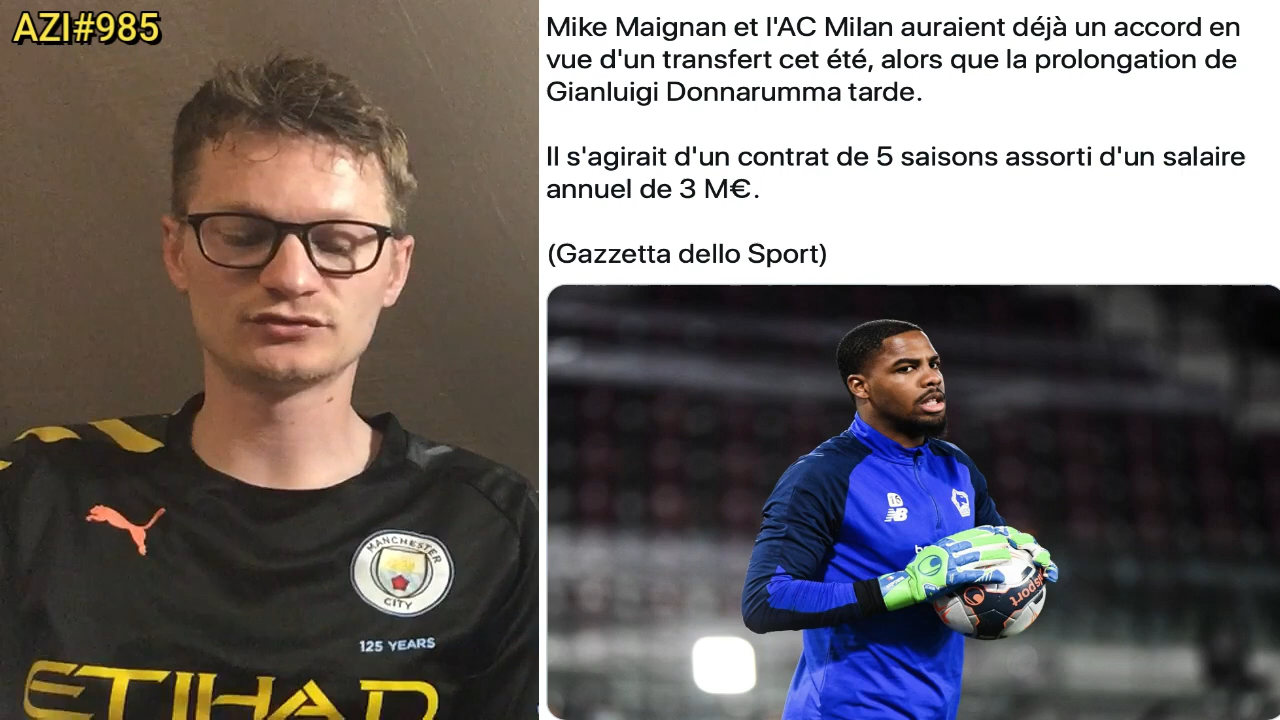 AZI#985
Mike Maignan et l'AC Milan auraient déjà un accord en
vue d'un transfert cet été, alors que la prolongation de
Gianluigi Donnarumma tarde.
Il s'agirait d'un contrat de 5 saisons assorti d'un salaire
annuel de 3 M€.
(Gazzetta dello Sport)
MANCHESTER
CITY
125 YEARS
ETIHAD
NB